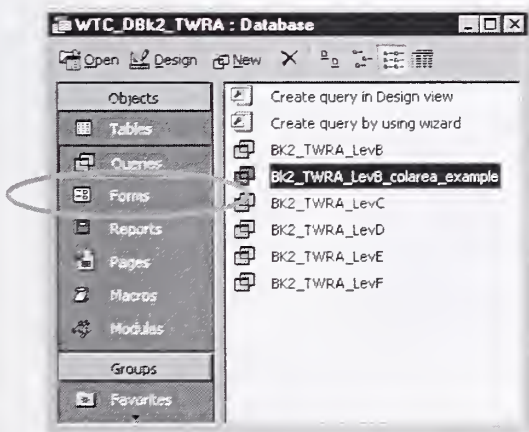 WTC_DBk2_TWRA : Database
Open Design New
Objects
Tables
Queries
Forms
Reports
Pages
Macros
Modules
Groups
Favorites
Create query in Design view
Create query by using wizard
BK2_TWRA_LevB
Bk2_TWRA_LevB_colarea_example
BK2_TWRA_LevC
BK2_TWRA_LevD
BK2_TWRA_LevE
BK2_TWRA_LevF